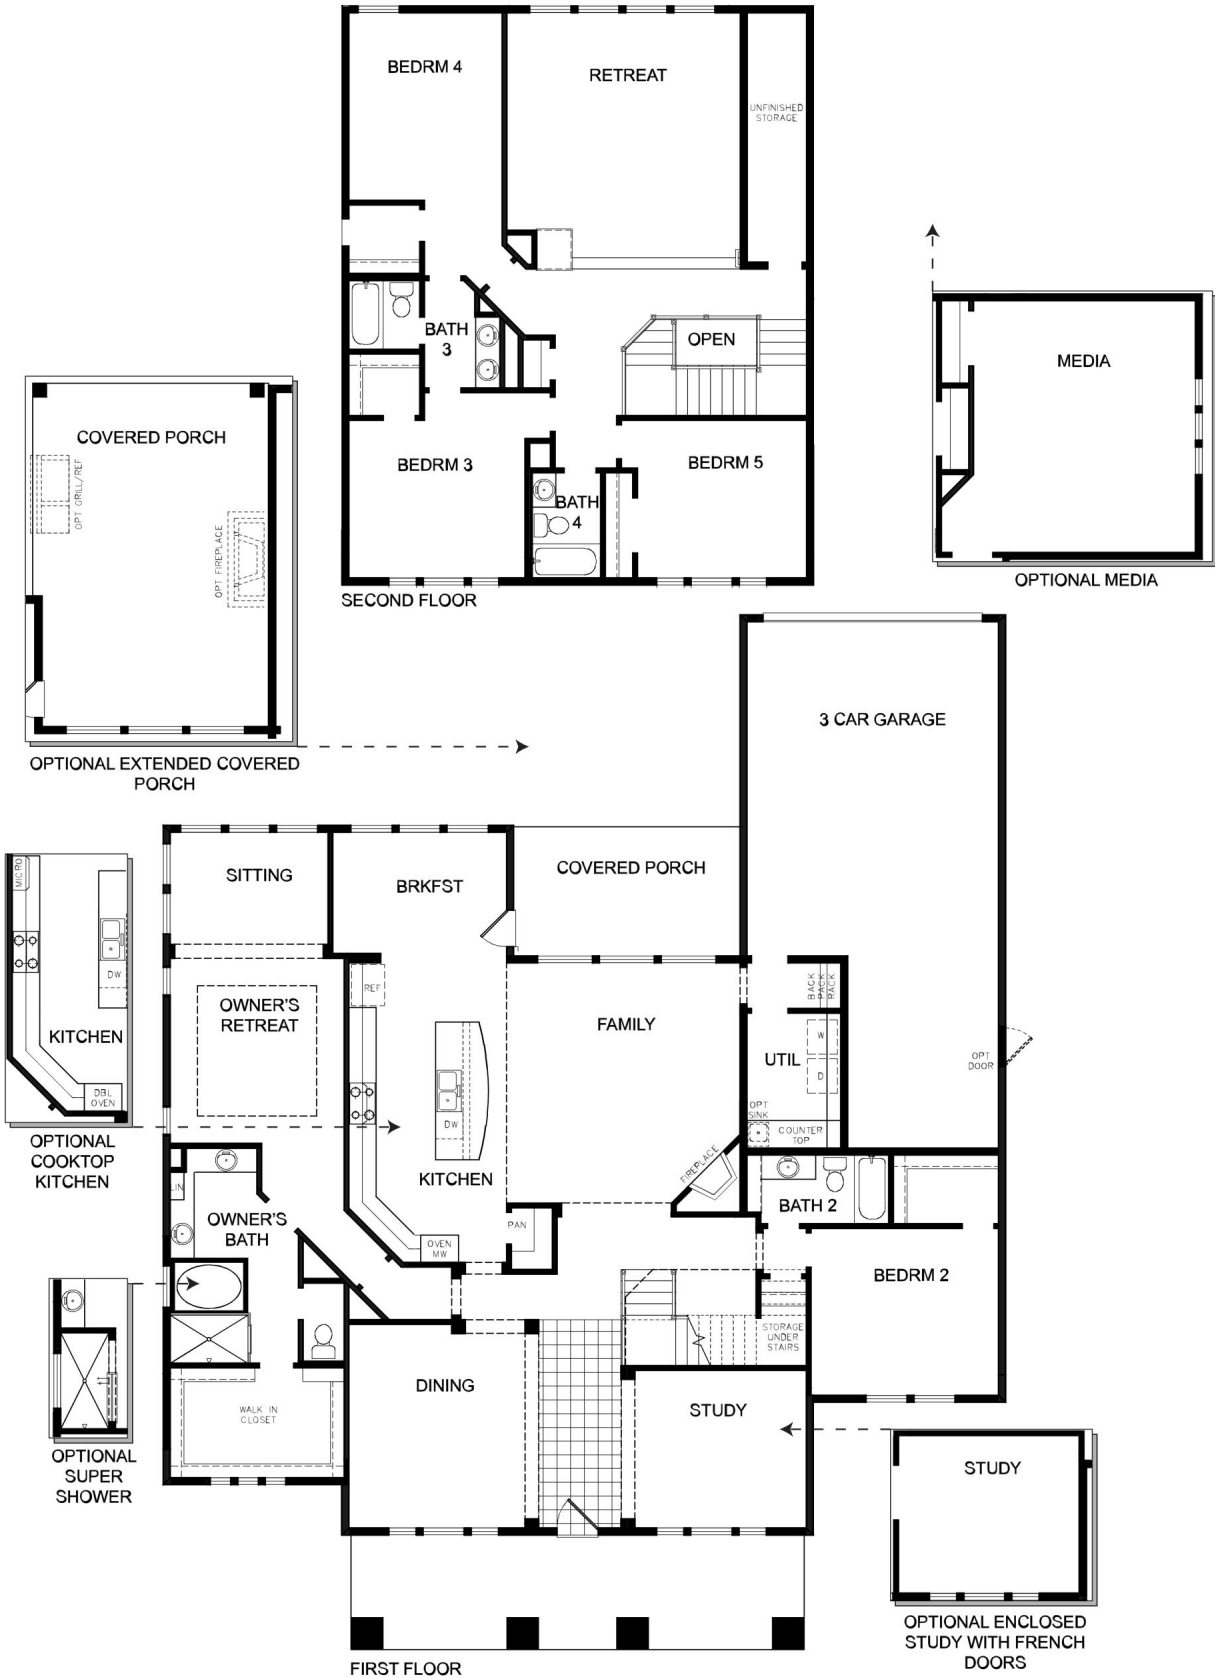 BEDRM 4
RETREAT
UNFINISHED
STORAGE
BATH
3
OPEN
BEDRM 3
BEDRM 5
BATH
4
SECOND FLOOR
MEDIA
OPTIONAL MEDIA
COVERED PORCH
OPT GRILL/REF
OPT FIREPLACE
OPTIONAL EXTENDED COVERED
PORCH
3 CAR GARAGE
SITTING
BRKFST
COVERED PORCH
MICRO
DW
KITCHEN
DBL
OVEN
OPTIONAL
COOKTOP
KITCHEN
OWNER'S
RETREAT
REF
FAMILY
BACK
PACK
RACK
W
UTIL
D
OPT
DOOR
OPT
SINK
COUNTER
TOP
DW
KITCHEN
FIREPLACE
LIN
OWNER'S
BATH
PAN
OVEN
MW
BATH 2
BEDRM 2
STORAGE
UNDER
STAIRS
DINING
STUDY
WALK IN
CLOSET
OPTIONAL
SUPER
SHOWER
STUDY
OPTIONAL ENCLOSED
STUDY WITH FRENCH
DOORS
FIRST FLOOR